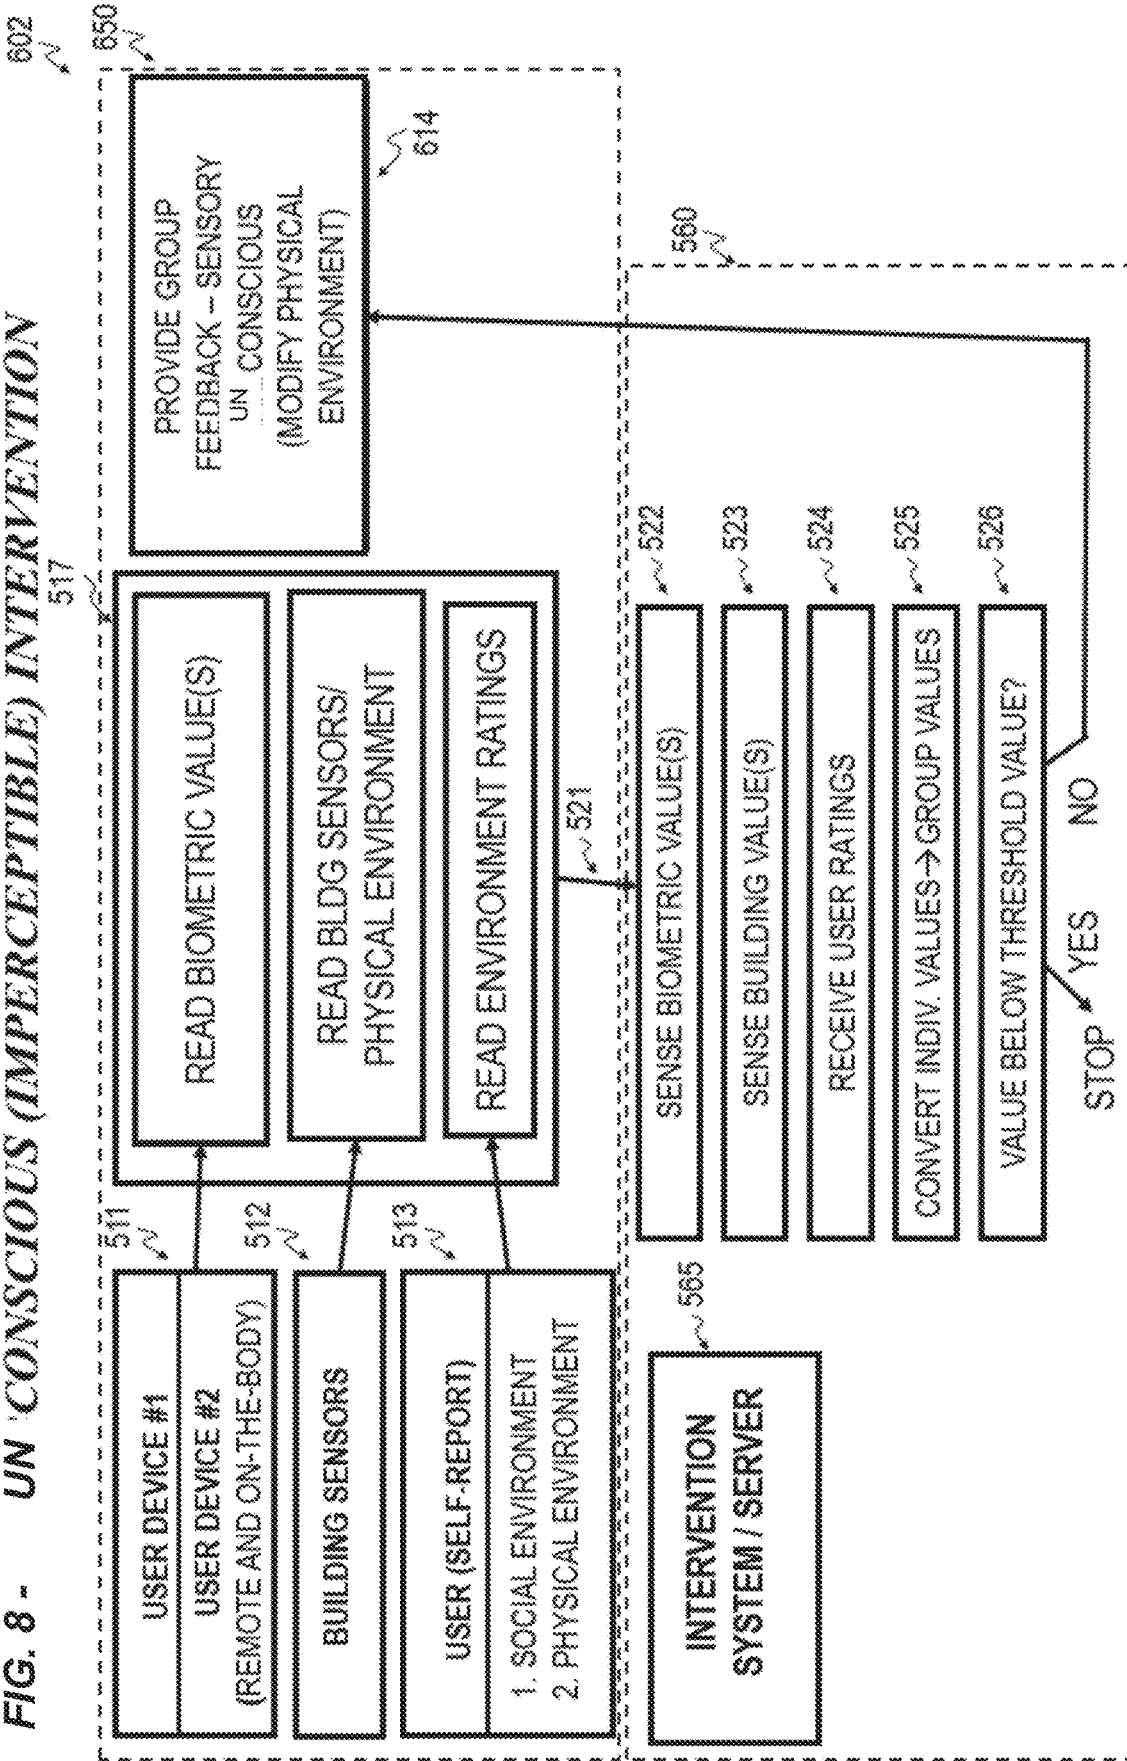 FIG. 8 - UN 'CONSCIOUS (IMPERCEPTIBLE) INTERVENTION
602
650
511
USER DEVICE #1
USER DEVICE #2
(REMOTE AND ON-THE-BODY)
512
BUILDING SENSORS
513
USER (SELF-REPORT)
1. SOCIAL ENVIRONMENT
2. PHYSICAL ENVIRONMENT
517
READ BIOMETRIC VALUE(S)
READ BLDG SENSORS/
PHYSICAL ENVIRONMENT
READ ENVIRONMENT RATINGS
PROVIDE GROUP
FEEDBACK – SENSORY
UN CONSCIOUS
(MODIFY PHYSICAL
ENVIRONMENT)
614
521
560
565
INTERVENTION
SYSTEM / SERVER
SENSE BIOMETRIC VALUE(S)
522
SENSE BUILDING VALUE(S)
523
RECEIVE USER RATINGS
524
CONVERT INDIV. VALUES→GROUP VALUES
525
VALUE BELOW THRESHOLD VALUE?
526
STOP
YES
NO